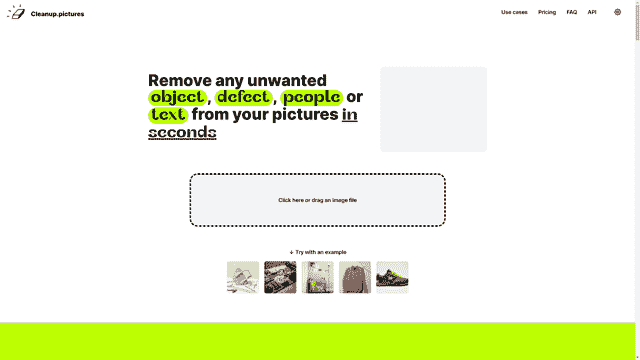 Cleanup.pictures
Use cases Pricing FAQ API
Remove any unwanted
object, defect, people or
text from your pictures in
seconds
Click here or drag an image file
↓ Try with an example